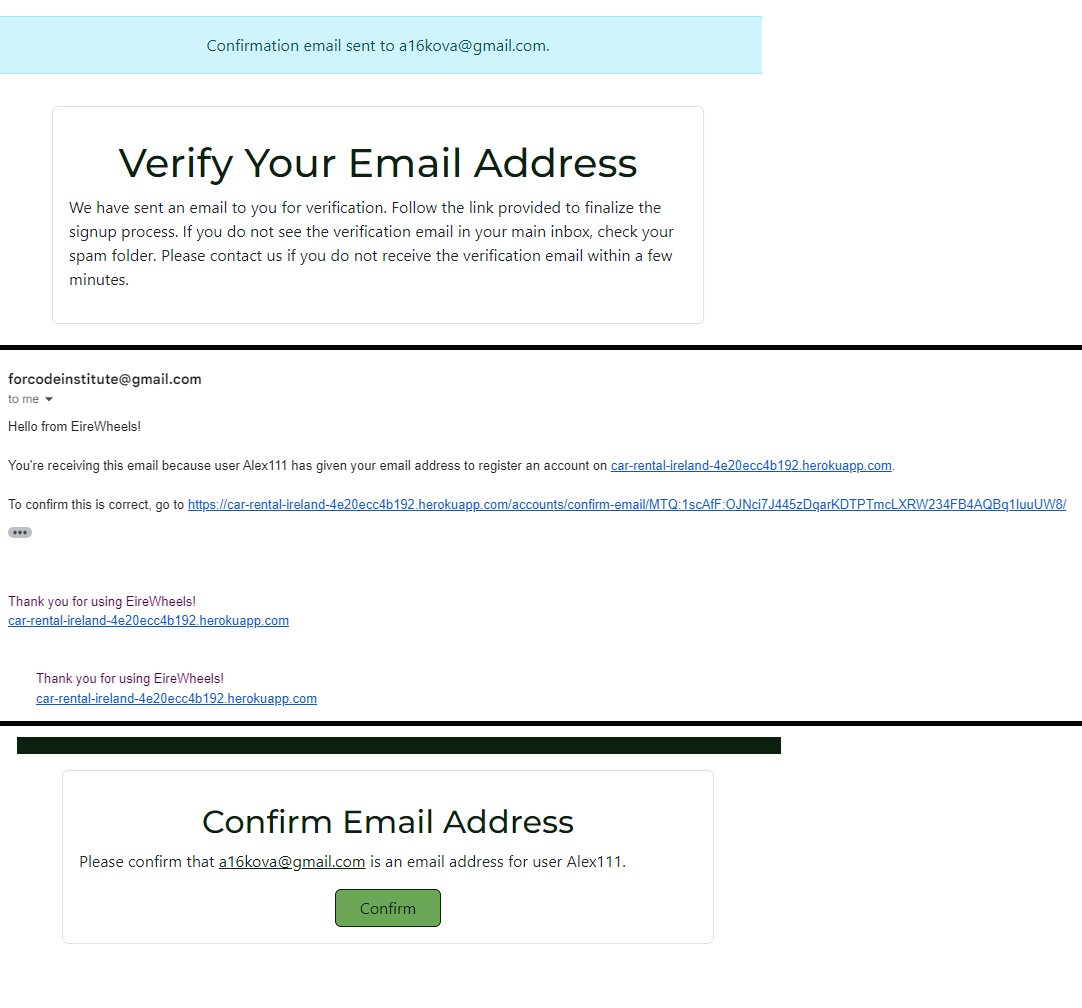 Confirmation email sent to a16kova@gmail.com.
Verify Your Email Address
We have sent an email to you for verification. Follow the link provided to finalize the
signup process. If you do not see the verification email in your main inbox, check your
spam folder. Please contact us if you do not receive the verification email within a few
minutes.
forcodeinstitute@gmail.com
to me
Hello from EireWheels!
You're receiving this email because user Alex111 has given your email address to register an account on car-rental-ireland-4e20ecc4b192.herokuapp.com.
To confirm this is correct, go to https://car-rental-ireland-4e20ecc4b192.herokuapp.com/accounts/confirm-email/MTQ:1scAfF:OJNci7J445zDqarKDTPTmcLXRW234FB4AQBq1IuuUW8/
Thank you for using EireWheels!
car-rental-ireland-4e20ecc4b192.herokuapp.com
Thank you for using EireWheels!
car-rental-ireland-4e20ecc4b192.herokuapp.com
Confirm Email Address
Please confirm that a16kova@gmail.com is an email address for user Alex111.
Confirm